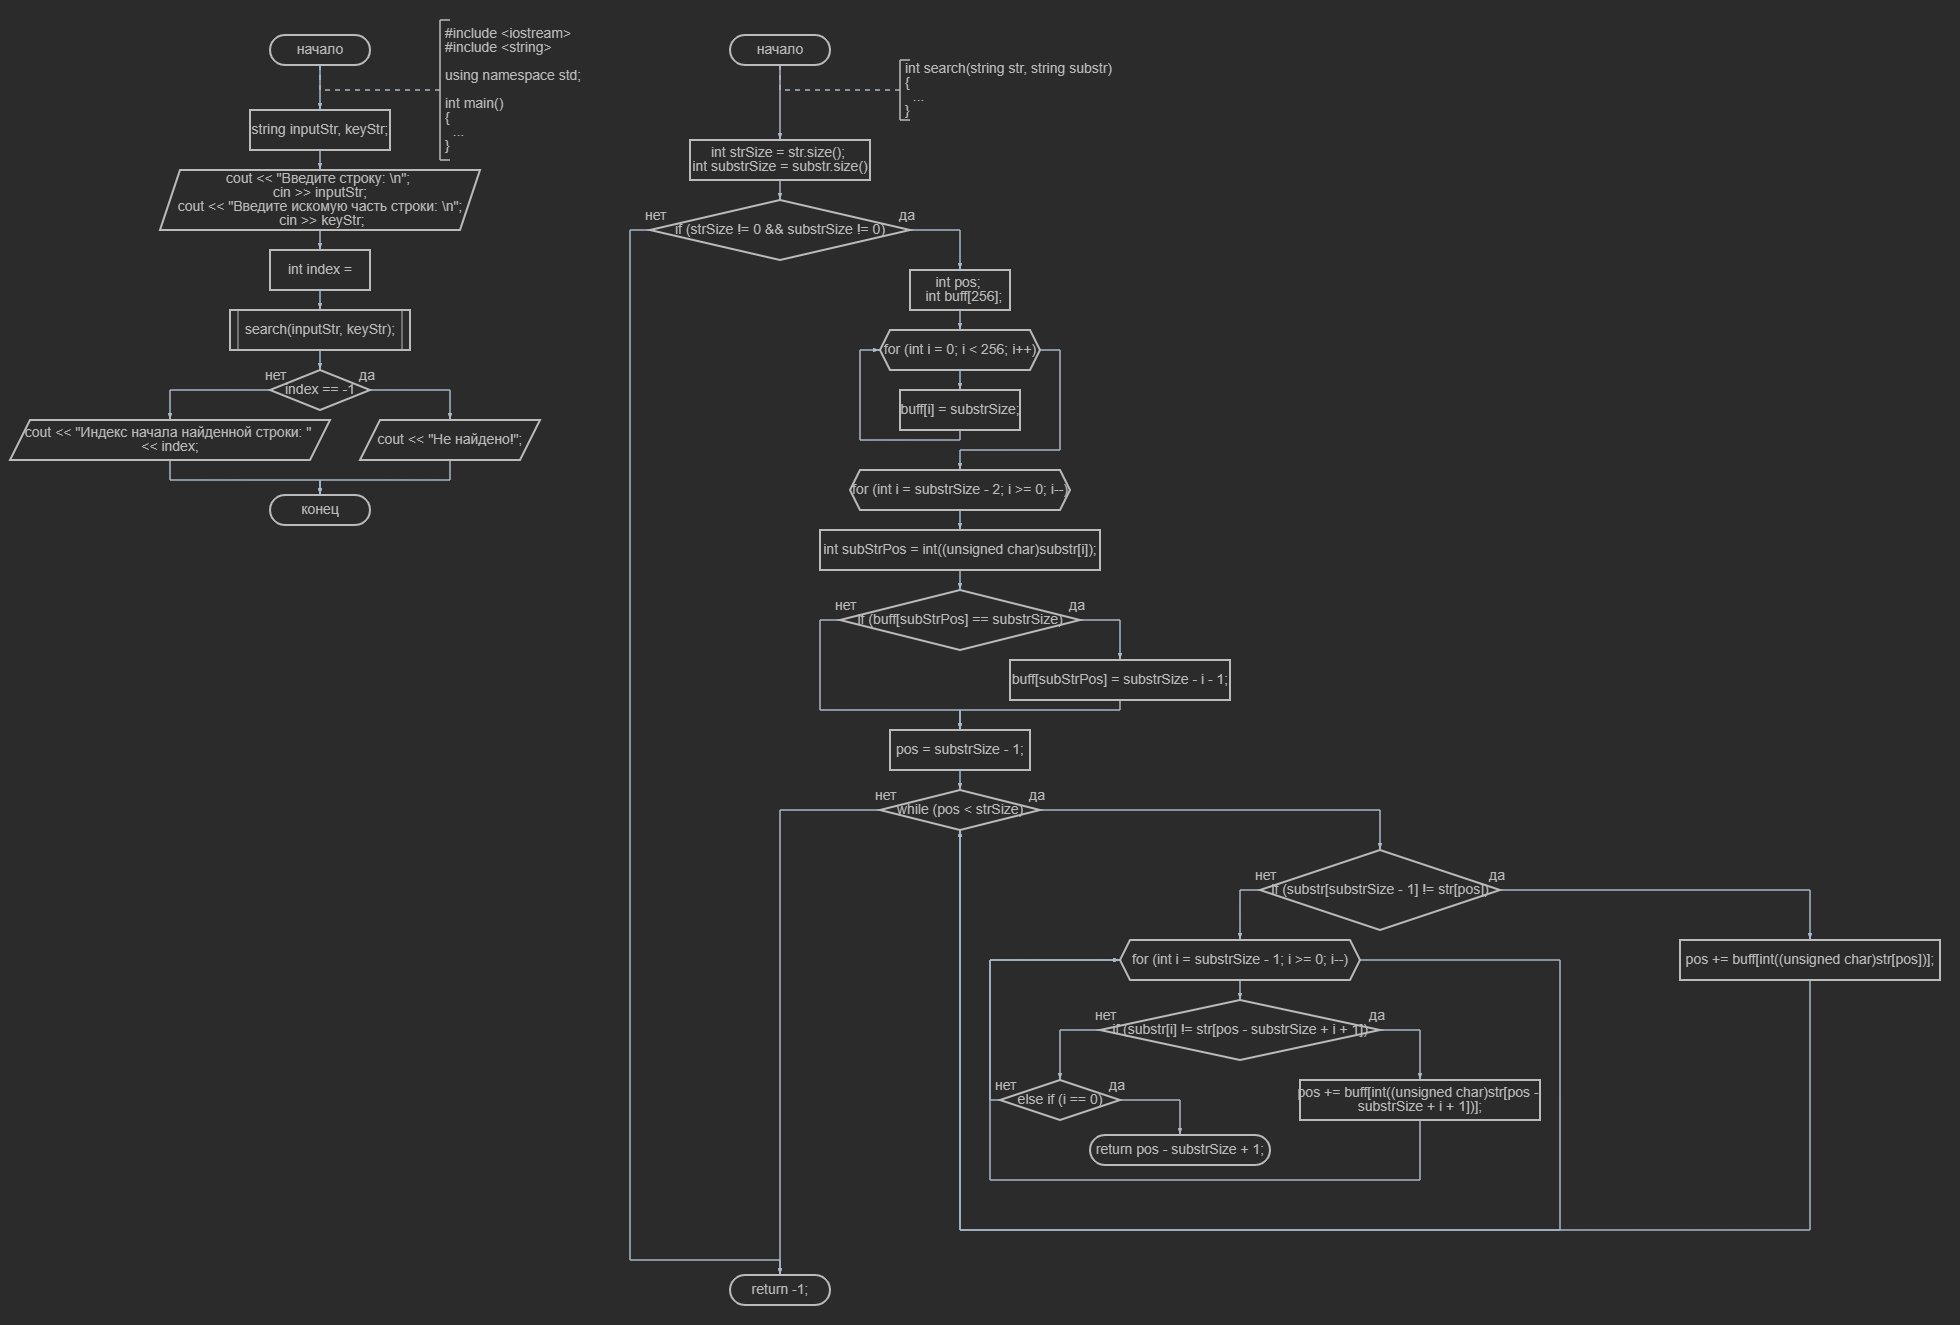 начало
#include <iostream>
#include <string>
using namespace std;
int main()
{
...
}
string inputStr, keyStr;
cout << "Введите строку: \n";
cin >> inputStr;
cout << "Введите искомую часть строки: \n";
cin >> keyStr;
int index =
search(inputStr, keyStr);
нет
да
index == -1
cout << "Индекс начала найденной строки: "
<< index;
cout << "Не найдено!";
конец
начало
int search(string str, string substr)
{
...
}
int strSize = str.size();
int substrSize = substr.size()
нет
да
if (strSize != 0 && substrSize != 0)
int pos;
int buff[256];
for (int i = 0; i < 256; i++)
buff[i] = substrSize;
for (int i = substrSize - 2; i >= 0; i--)
int subStrPos = int((unsigned char)substr[i]);
нет
да
if (buff[subStrPos] == substrSize)
buff[subStrPos] = substrSize - i - 1;
pos = substrSize - 1;
нет
да
while (pos < strSize)
нет
да
if (substr[substrSize - 1] != str[pos])
for (int i = substrSize - 1; i >= 0; i--)
pos += buff[int((unsigned char)str[pos])];
нет
да
if (substr[i] != str[pos - substrSize + i + 1])
нет
да
else if (i == 0)
pos += buff[int((unsigned char)str[pos -
substrSize + i + 1])];
return pos - substrSize + 1;
return -1;